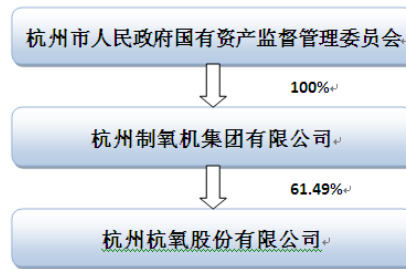 杭州市人民政府国有资产监督管理委员会
100%
杭州制氧机集团有限公司
61.49%
杭州杭氧股份有限公司